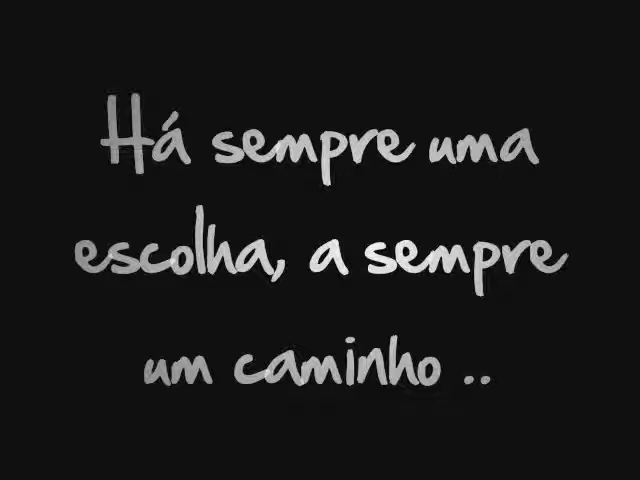 Há sempre uma
escolha, a sempre
um caminho ..